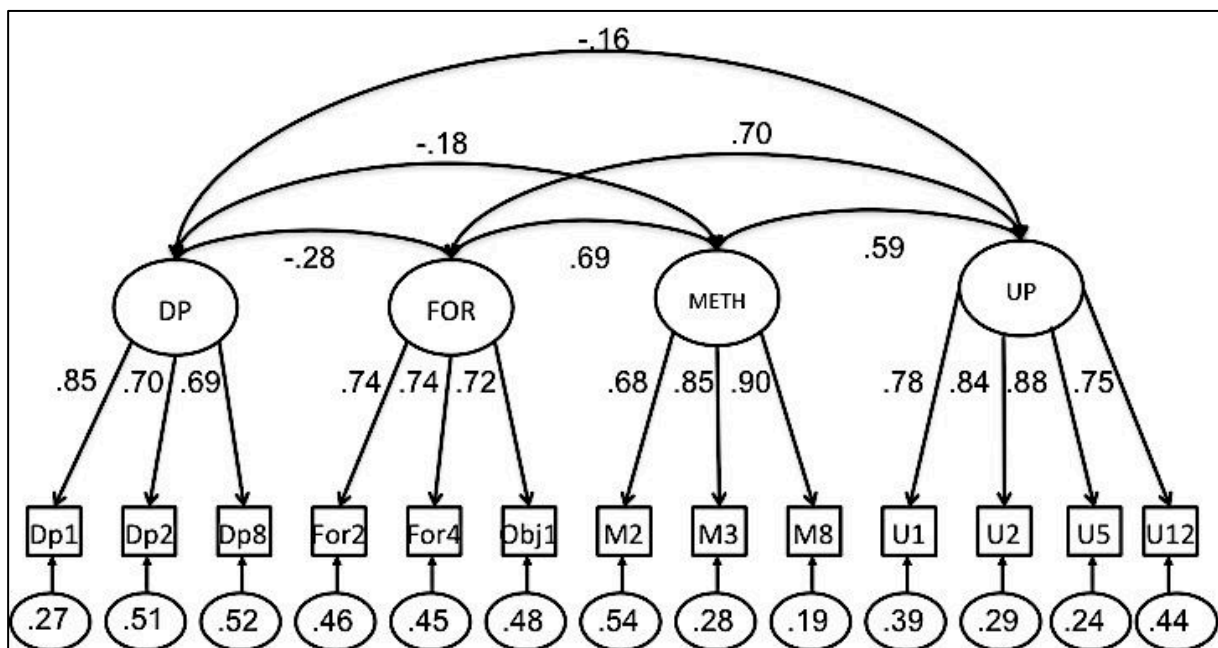 -.16
-.18 .70
-.28 .69 .59
DP FOR METH UP
.85 .70 .69 .74 .74 .72 .68 .85 .90 .78 .84 .88 .75
Dp1 Dp2 Dp8 For2 For4 Obj1 M2 M3 M8 U1 U2 U5 U12
.27 .51 .52 .46 .45 .48 .54 .28 .19 .39 .29 .24 .44